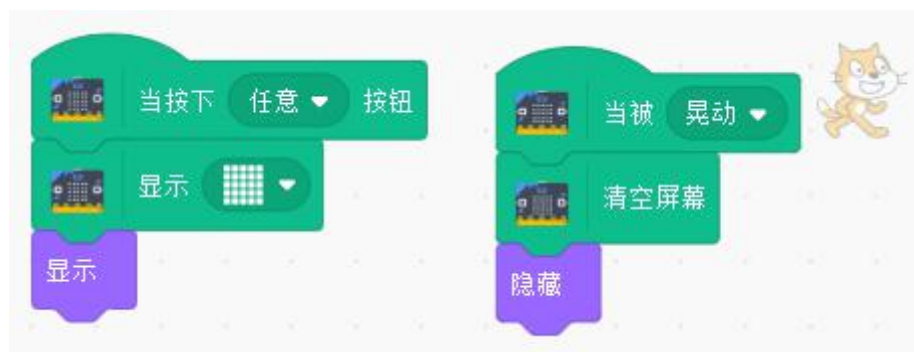 当按下 任意 按钮
显示
显示
当被 晃动
清空屏幕
隐藏